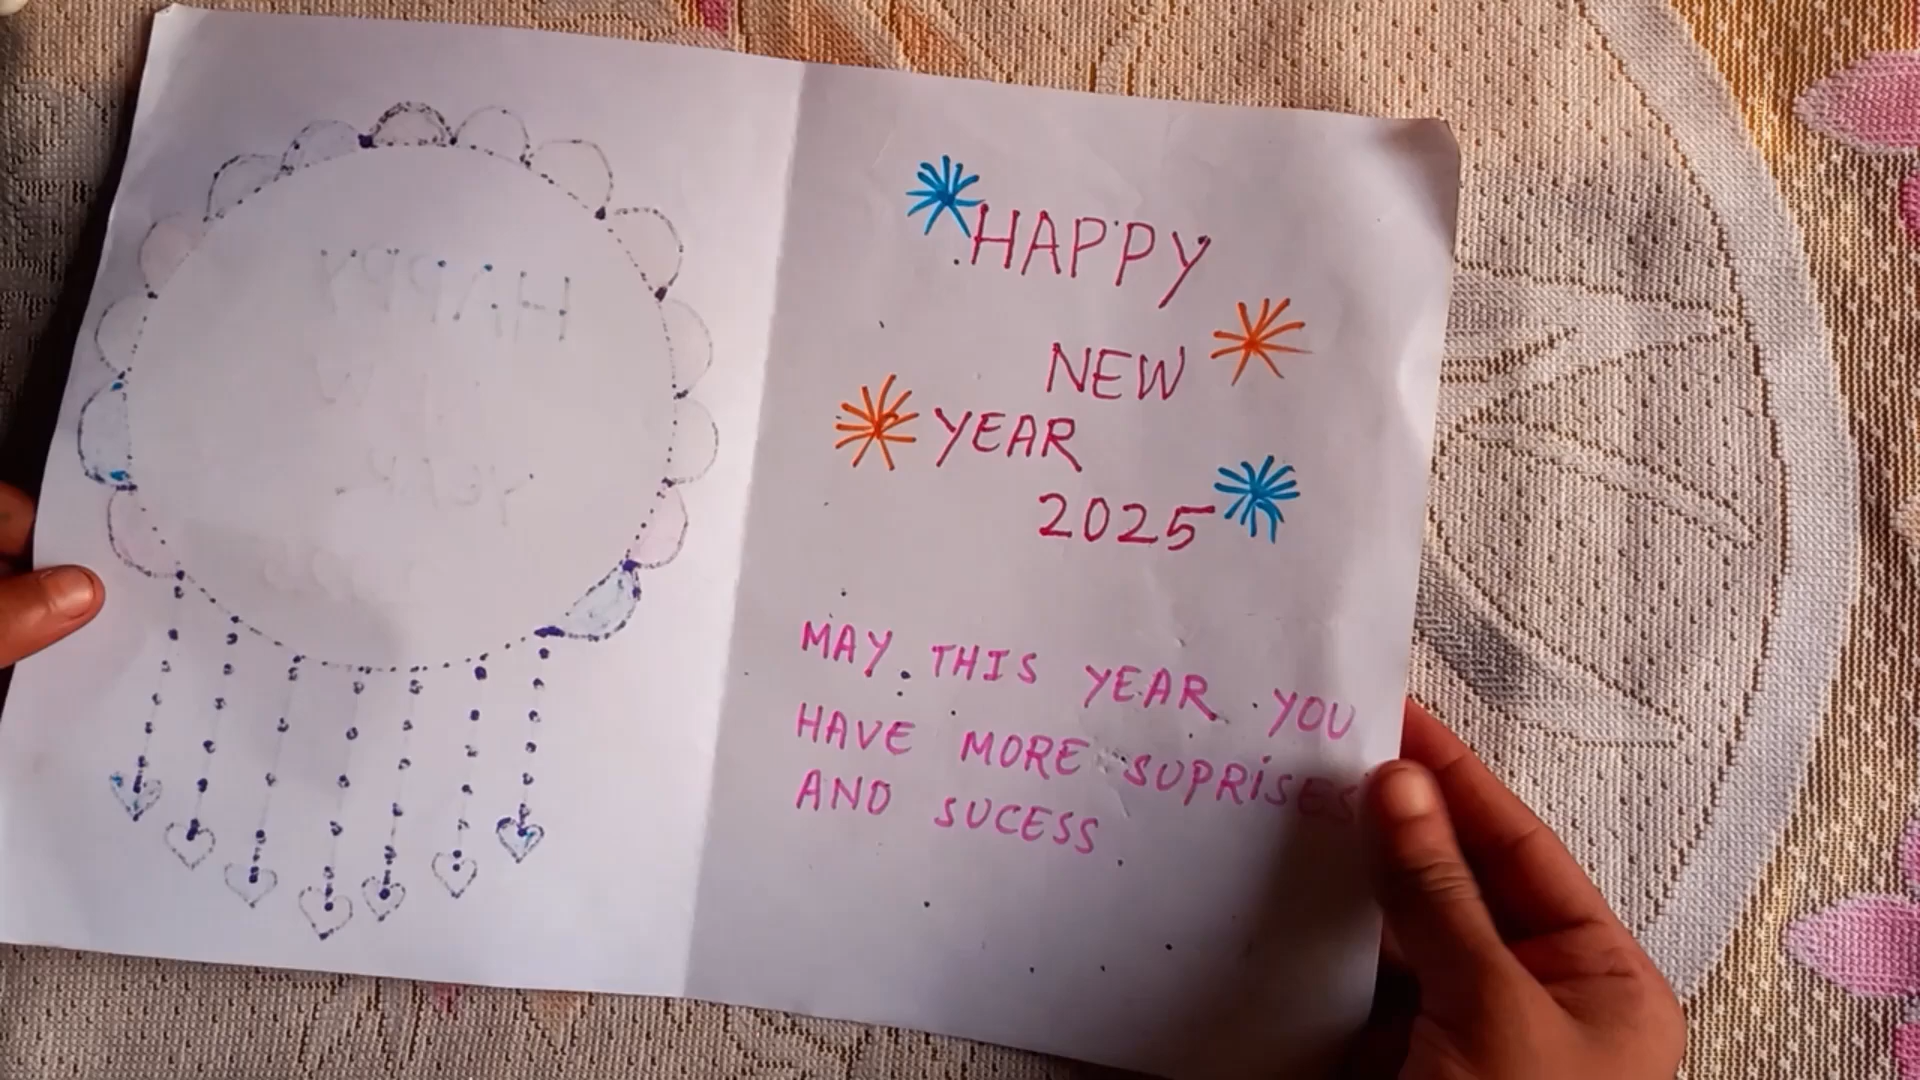 HAPPY
NEW
YEAR
2025
MAY THIS YEAR YOU
HAVE MORE SUPRISES
AND SUCESS.